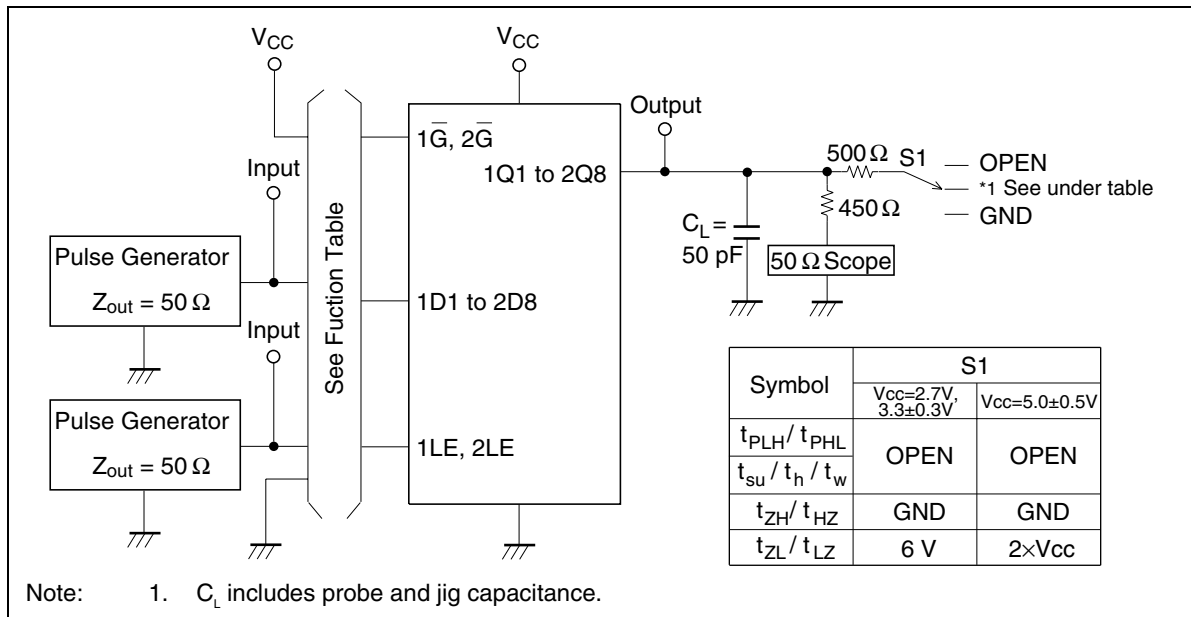 VCC
VCC
Output
Input
1G̅, 2G̅
1Q1 to 2Q8
500 Ω
S1
OPEN
*1 See under table
GND
450 Ω
CL =
50 pF
50 Ω Scope
Pulse Generator
Zout = 50 Ω
See Fuction Table
1D1 to 2D8
Input
Pulse Generator
Zout = 50 Ω
1LE, 2LE
Symbol
S1
Vcc=2.7V,
3.3±0.3V
Vcc=5.0±0.5V
tPLH / tPHL
OPEN
OPEN
tsu / th / tw
tZH / tHZ
GND
GND
tZL / tLZ
6 V
2×Vcc
Note: 1. CL includes probe and jig capacitance.